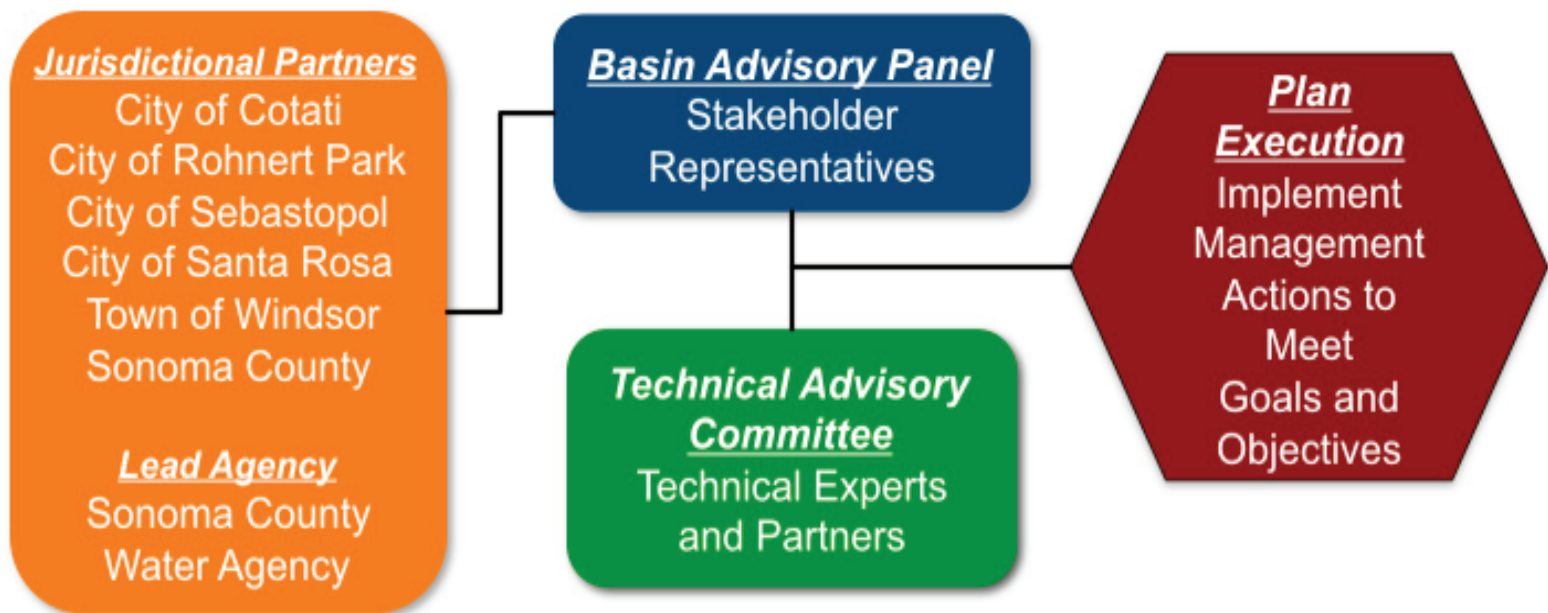 Jurisdictional Partners
City of Cotati
City of Rohnert Park
City of Sebastopol
City of Santa Rosa
Town of Windsor
Sonoma County
Lead Agency
Sonoma County
Water Agency
Basin Advisory Panel
Stakeholder
Representatives
Technical Advisory
Committee
Technical Experts
and Partners
Plan
Execution
Implement
Management
Actions to
Meet
Goals and
Objectives